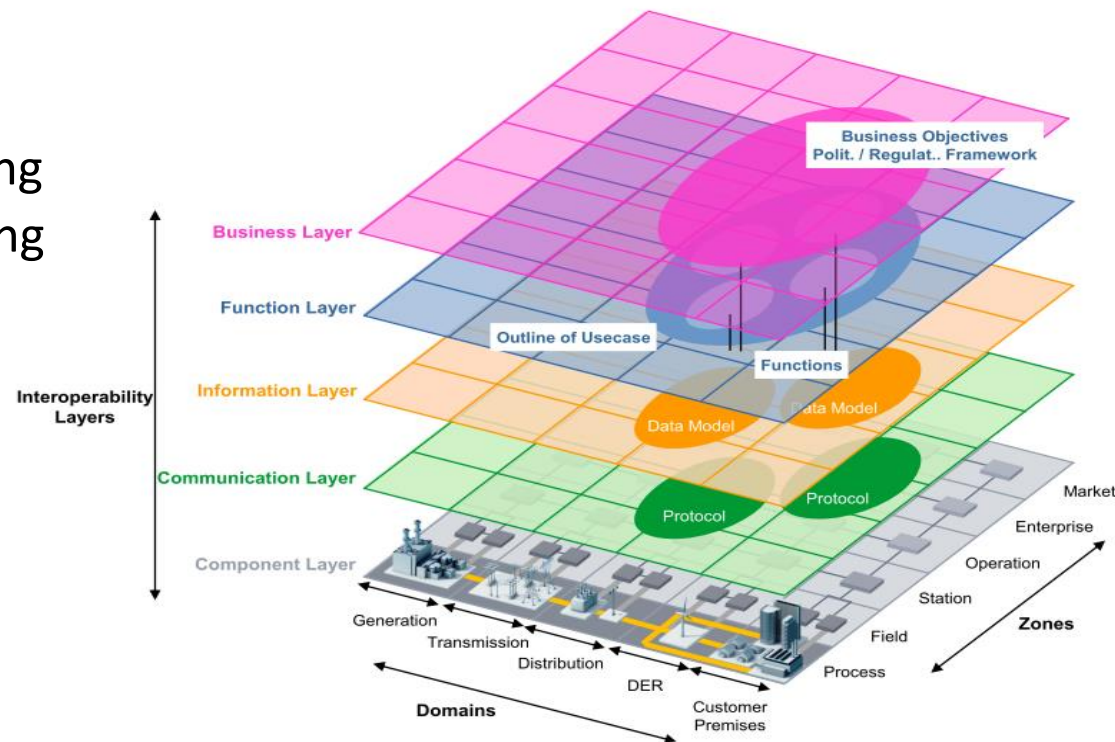 ng
ng
Business Objectives
Polit. / Regulat.. Framework
Business Layer
Function Layer
Outline of Usecase
Functions
Interoperability
Layers
Information Layer
Data Model
Data Model
Communication Layer
Protocol
Protocol
Component Layer
Market
Enterprise
Operation
Station
Field
Process
Zones
Generation
Transmission
Distribution
DER
Customer
Premises
Domains